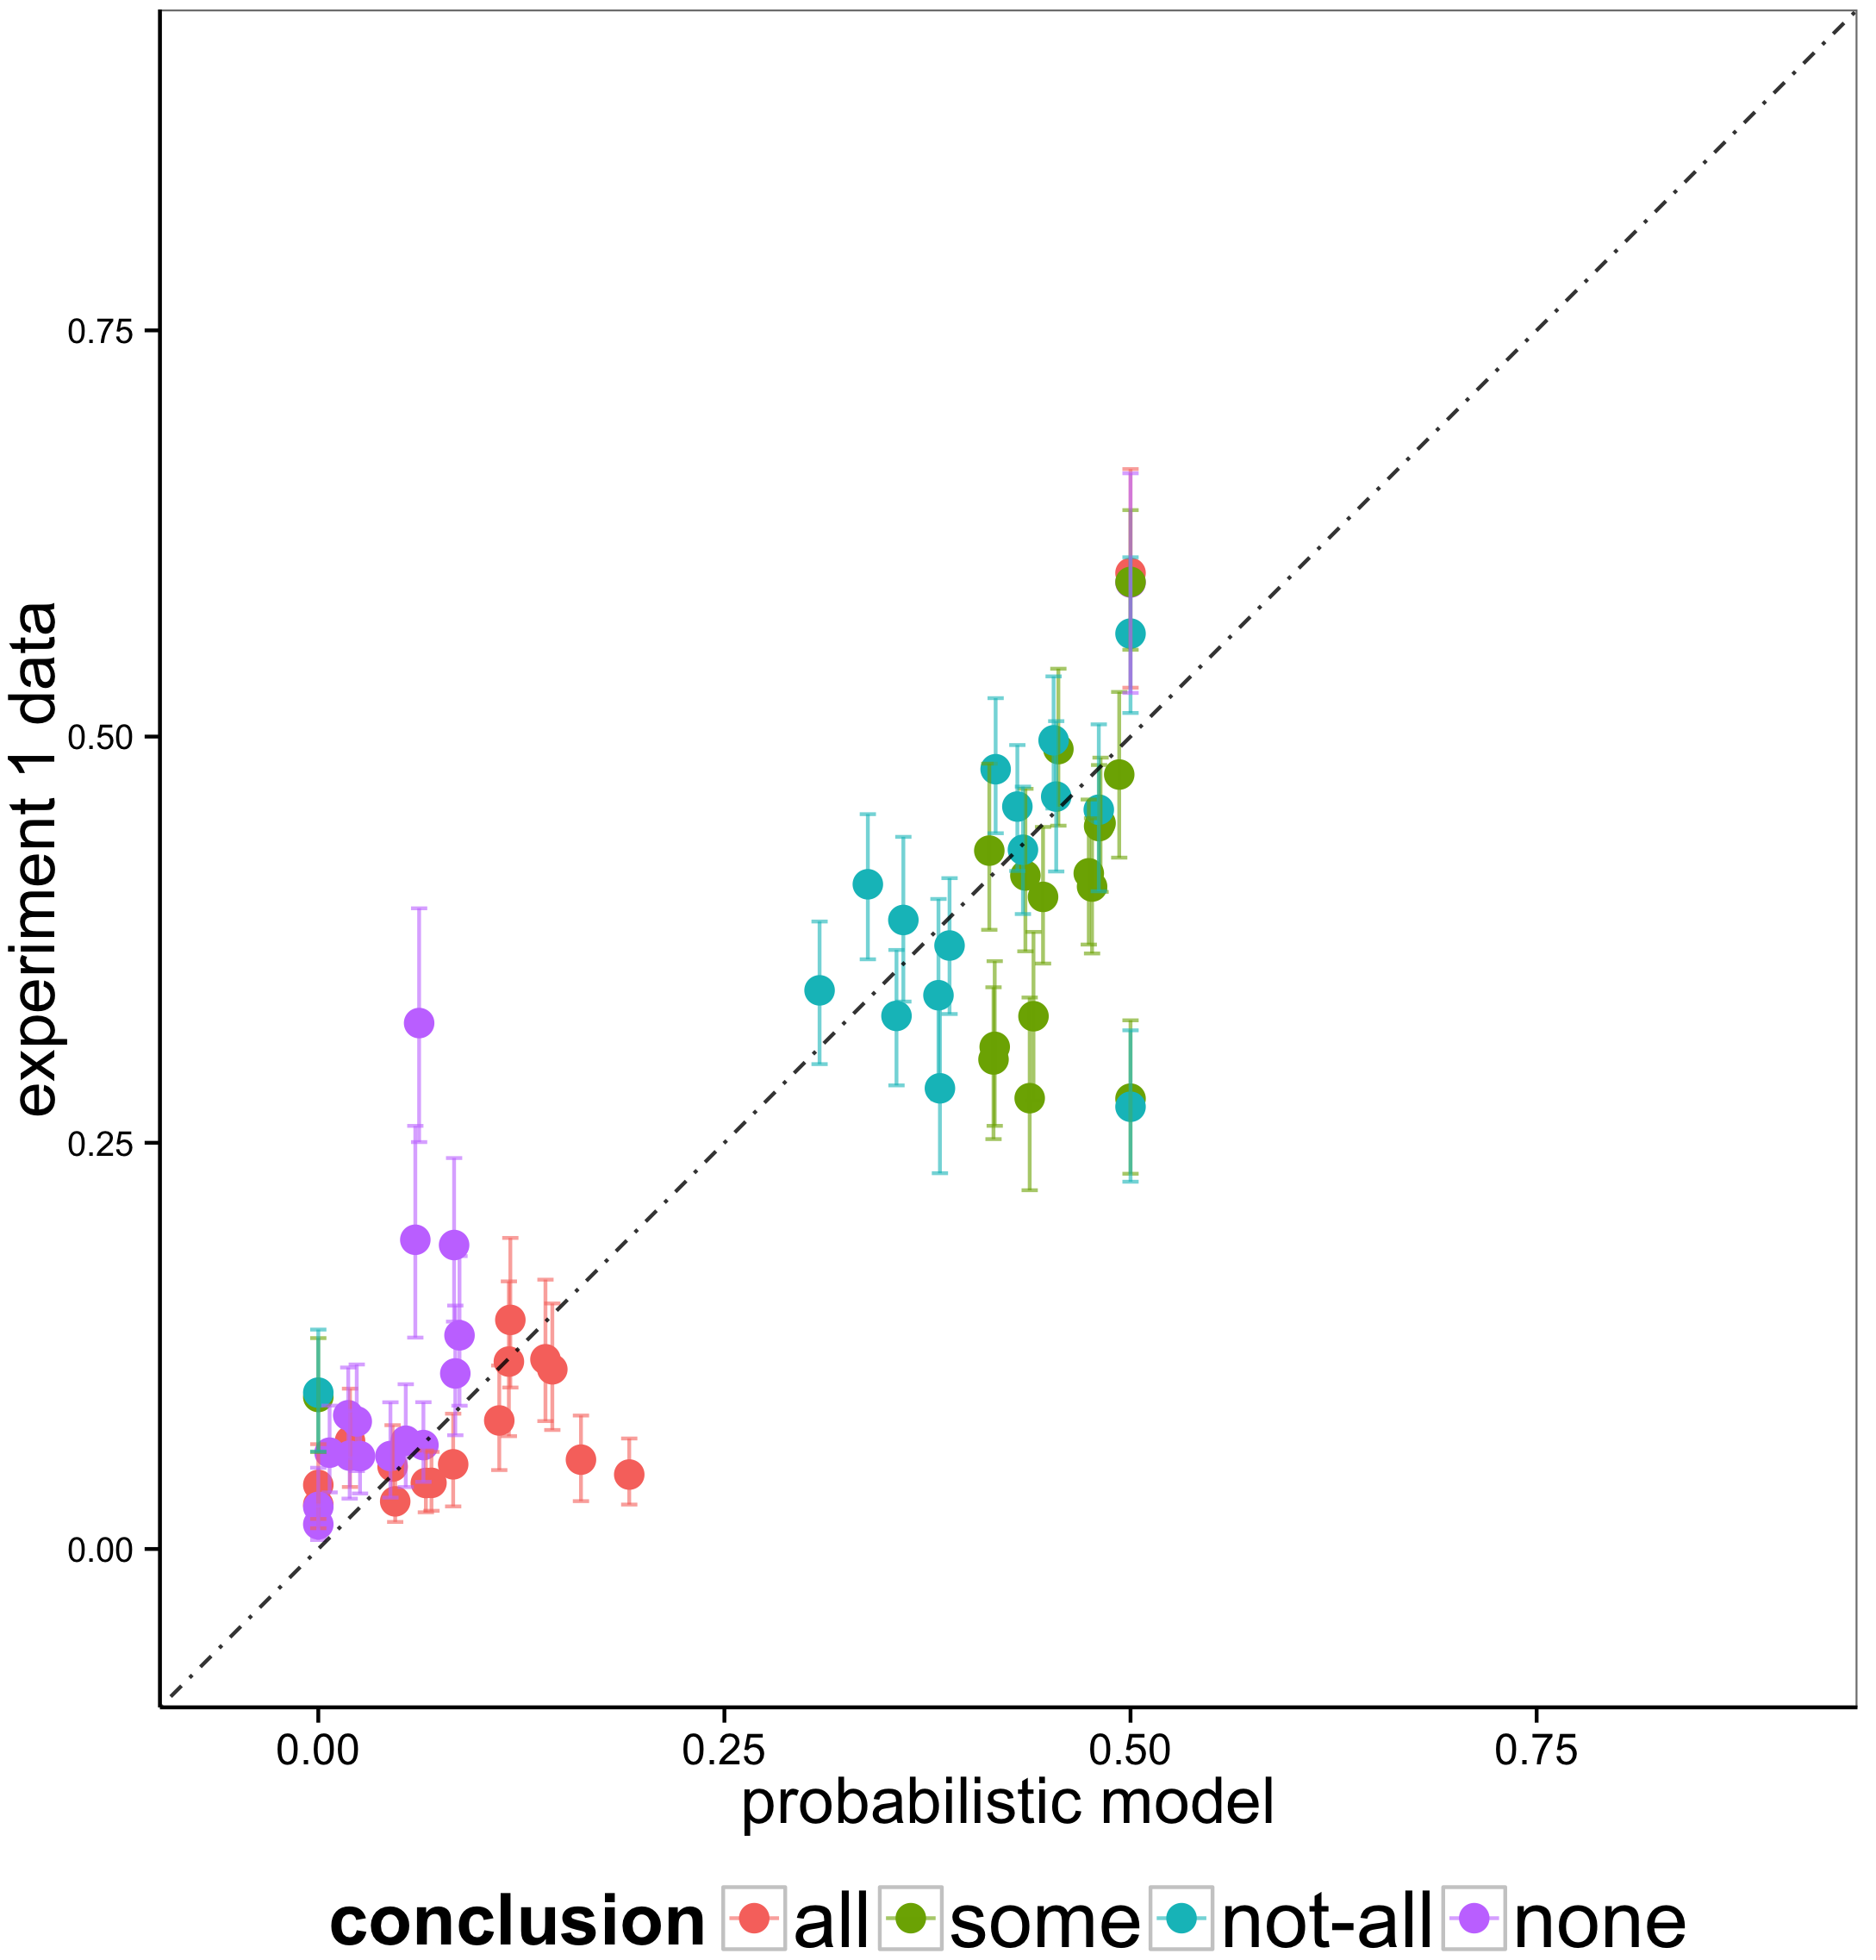 experiment 1 data
0.75
0.50
0.25
0.00
0.00 0.25 0.50 0.75
probabilistic model
conclusion all some not-all none